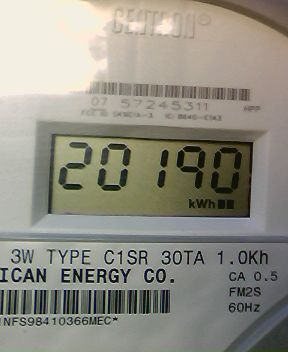 CENTRON®
07 57245311 HPP
20190
kWh
3W TYPE C1SR 30TA 1.0Kh
ICAN ENERGY CO.
CA 0.5
FM2S
60Hz
NFS98410366MEC*